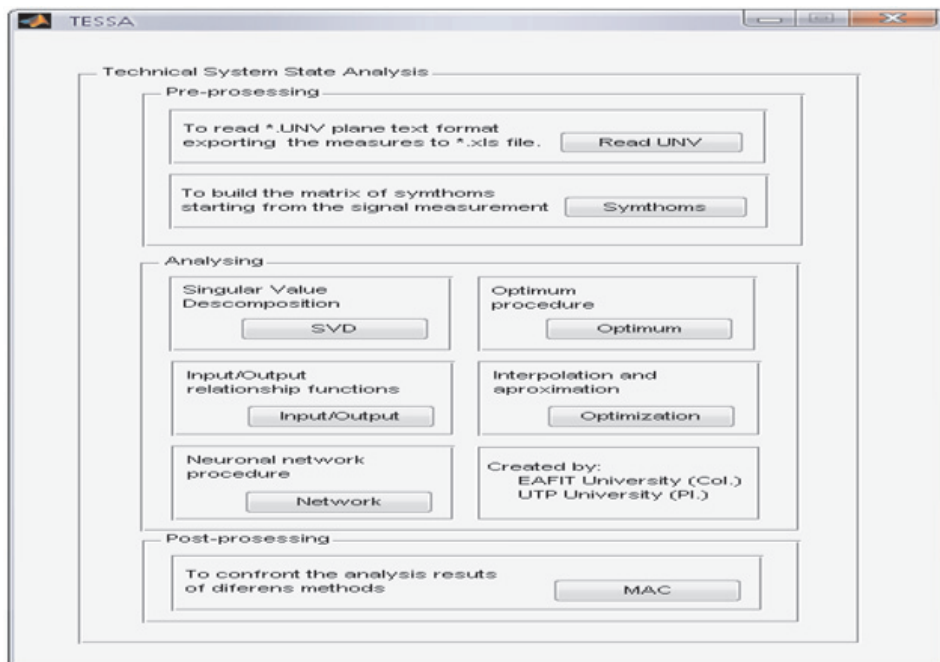 TESSA
Technical System State Analysis
Pre-prosessing
To read *.UNV plane text format
exporting the measures to *.xls file.
Read UNV
To build the matrix of symthoms
starting from the signal measurement
Symthoms
Analysing
Singular Value
Descomposition
SVD
Optimum
procedure
Optimum
Input/Output
relationship functions
Input/Output
Interpolation and
aproximation
Optimization
Neuronal network
procedure
Network
Created by:
EAFIT University (Col.)
UTP University (Pl.)
Post-prosessing
To confront the analysis resuts
of diferens methods
MAC